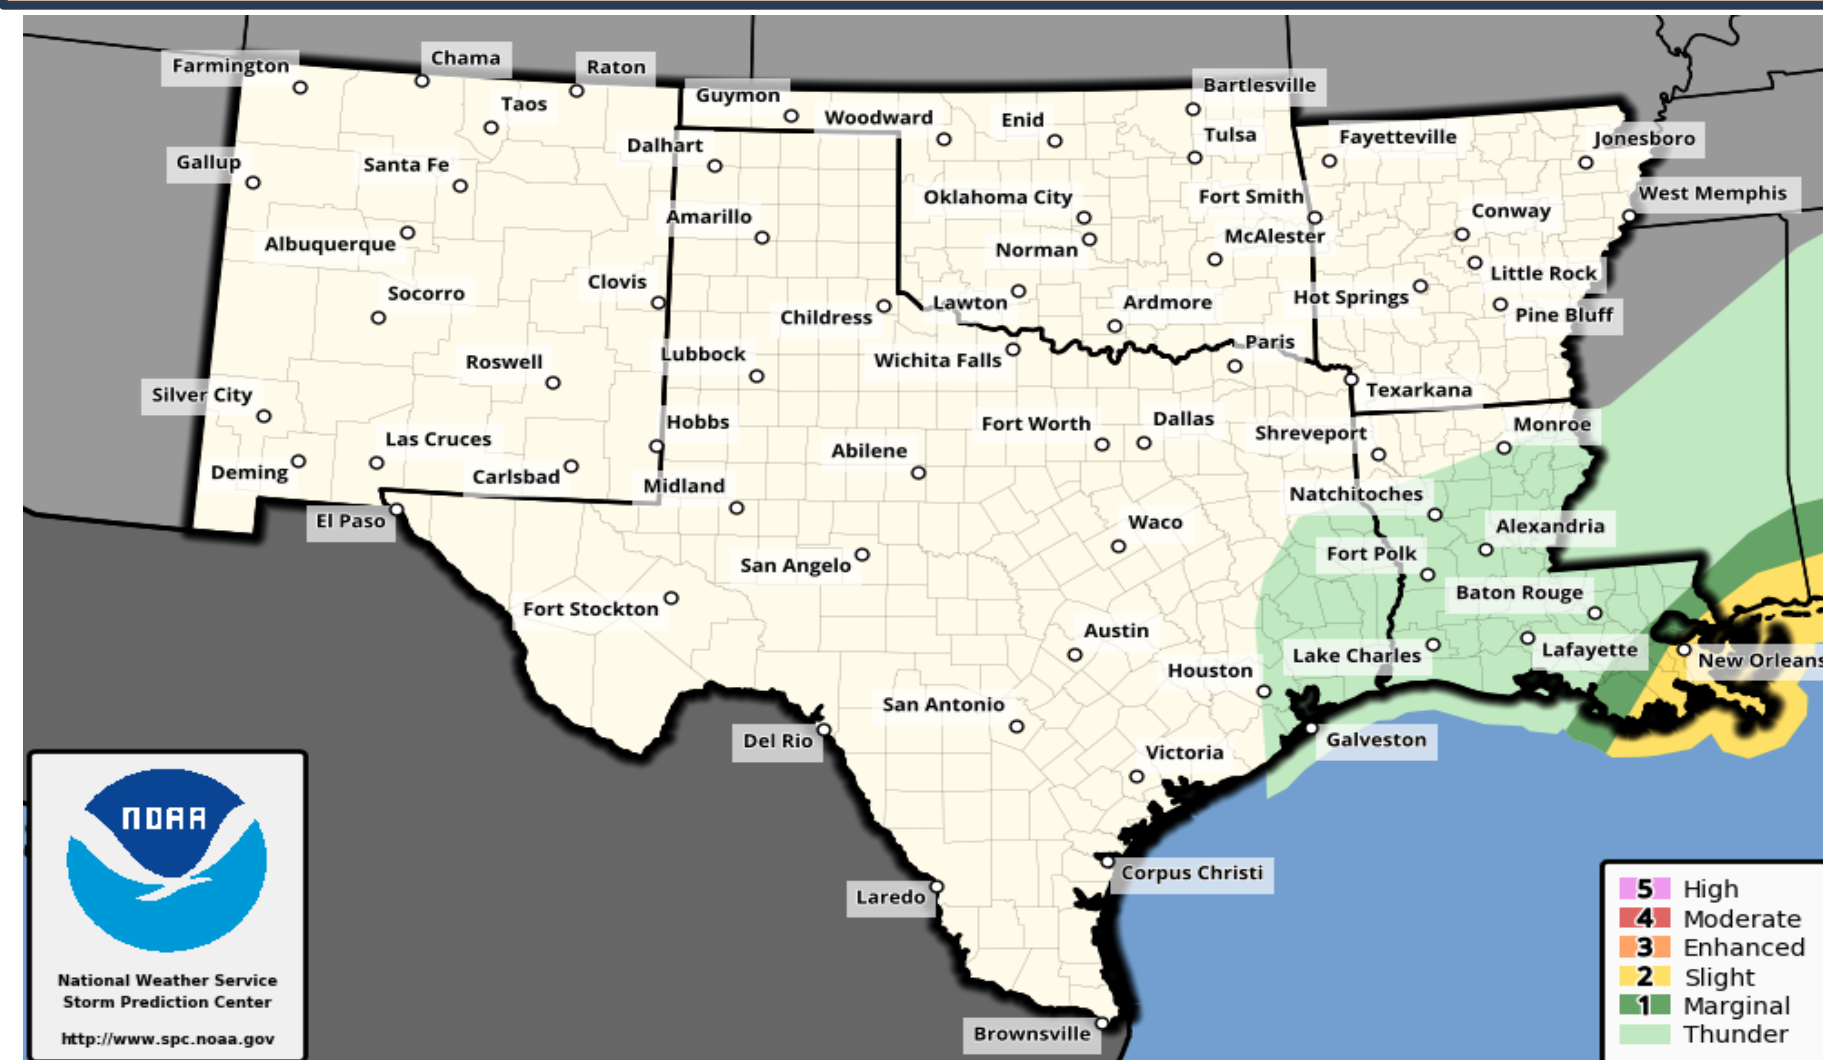 Farmington
Chama
Raton
Taos
Guymon
Bartlesville
Woodward
Enid
Tulsa
Fayetteville
Jonesboro
Dalhart
Gallup
Santa Fe
Oklahoma City
Fort Smith
West Memphis
Amarillo
Conway
Albuquerque
Norman
McAlester
Clovis
Socorro
Little Rock
Childress
Lawton
Ardmore
Hot Springs
Pine Bluff
Roswell
Lubbock
Wichita Falls
Paris
Silver City
Texarkana
Hobbs
Las Cruces
Fort Worth
Dallas
Shreveport
Monroe
Deming
Carlsbad
Midland
Abilene
Natchitoches
El Paso
Waco
Alexandria
San Angelo
Fort Polk
Baton Rouge
Fort Stockton
Austin
Houston
Lake Charles
Lafayette
New Orleans
San Antonio
Del Rio
Victoria
Galveston
Corpus Christi
Laredo
Brownsville
NOAA
National Weather Service
Storm Prediction Center
http://www.spc.noaa.gov
5 High
4 Moderate
3 Enhanced
2 Slight
1 Marginal
Thunder